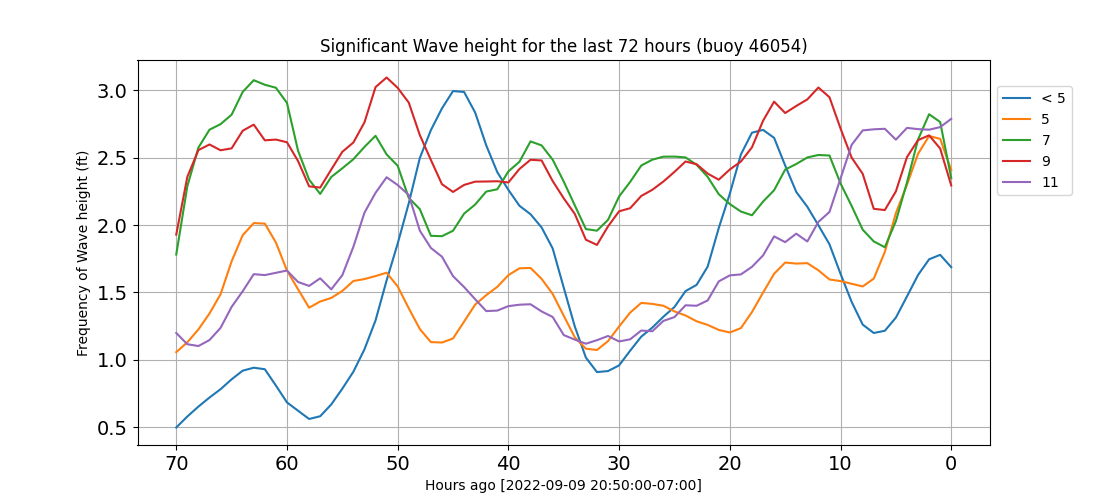 Significant Wave height for the last 72 hours (buoy 46054)
Frequency of Wave height (ft)
3.0
2.5
2.0
1.5
1.0
0.5
70 60 50 40 30 20 10 0
Hours ago [2022-09-09 20:50:00-07:00]
< 5
5
7
9
11